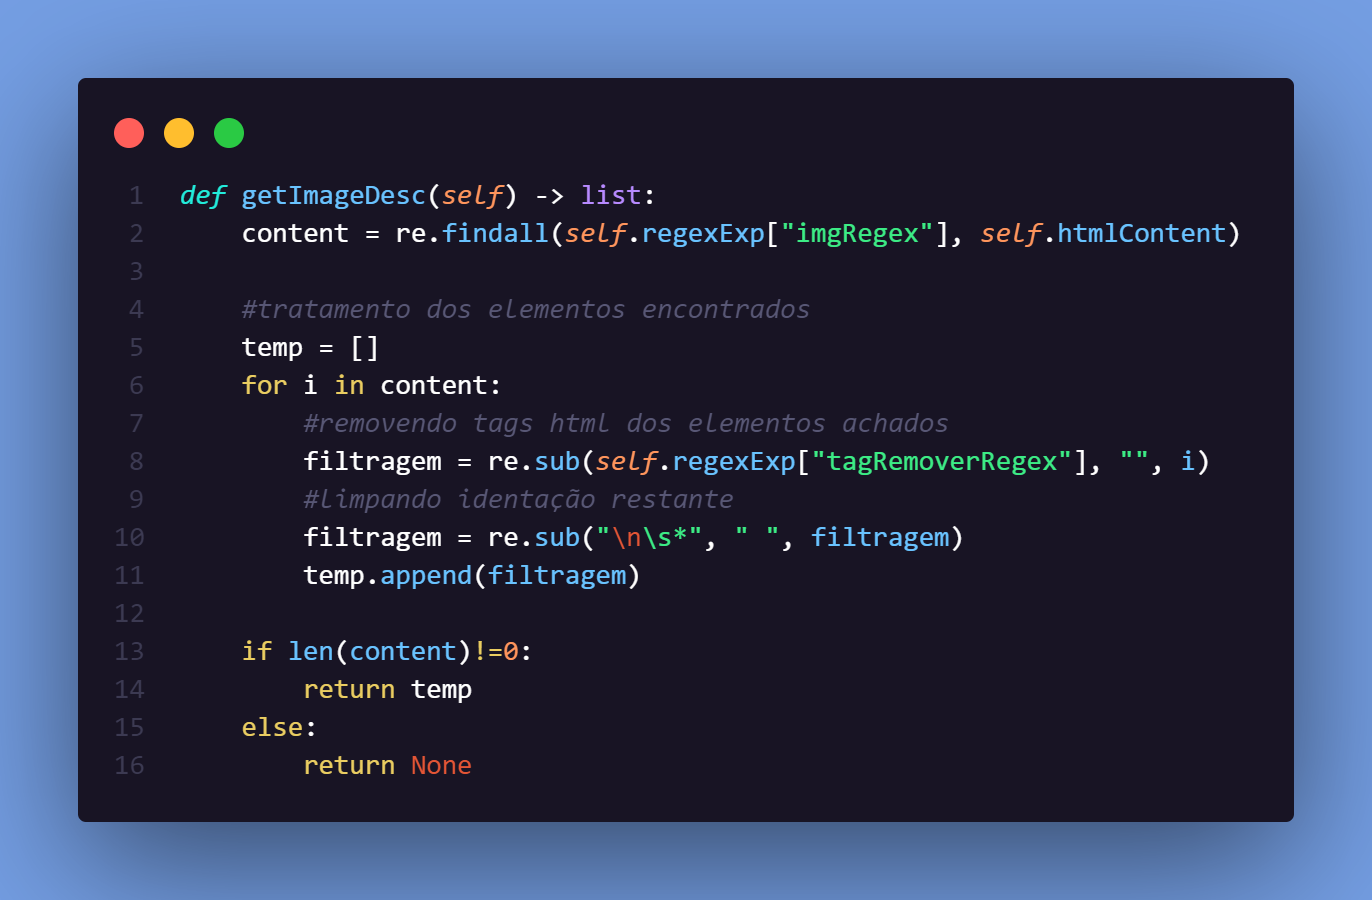 1 def getImageDesc(self) -> list:
2     content = re.findall(self.regexExp["imgRegex"], self.htmlContent)
3
4     #tratamento dos elementos encontrados
5     temp = []
6     for i in content:
7         #removendo tags html dos elementos achados
8         filtragem = re.sub(self.regexExp["tagRemoverRegex"], "", i)
9         #limpando identação restante
10         filtragem = re.sub("\n\s*", " ", filtragem)
11         temp.append(filtragem)
12
13     if len(content)!=0:
14         return temp
15     else:
16         return None